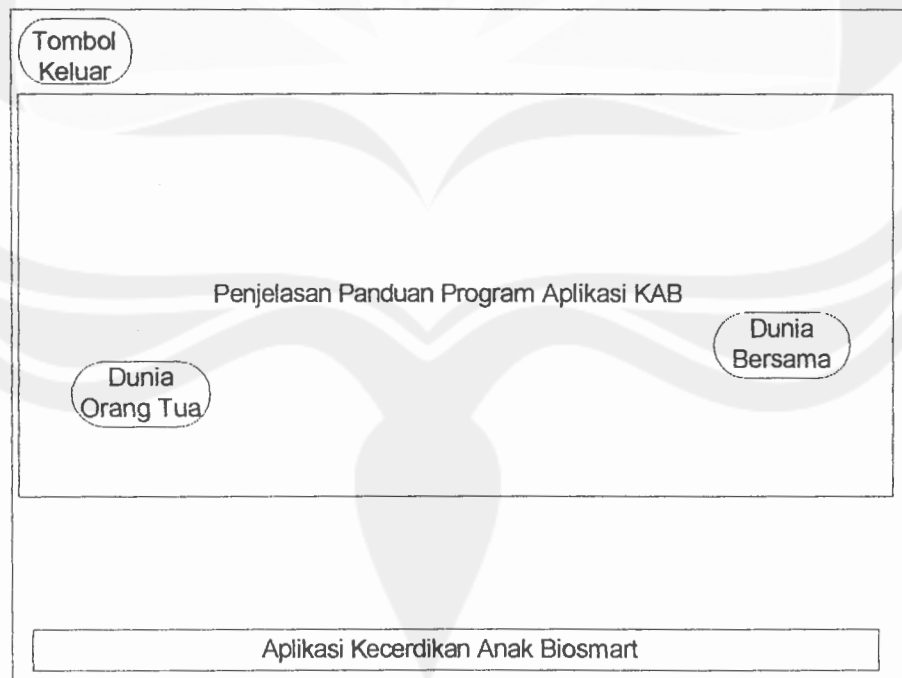 Tombol
Keluar
Penjelasan Panduan Program Aplikasi KAB
Dunia
Bersama
Dunia
Orang Tua
Aplikasi Kecerdikan Anak Biosmart